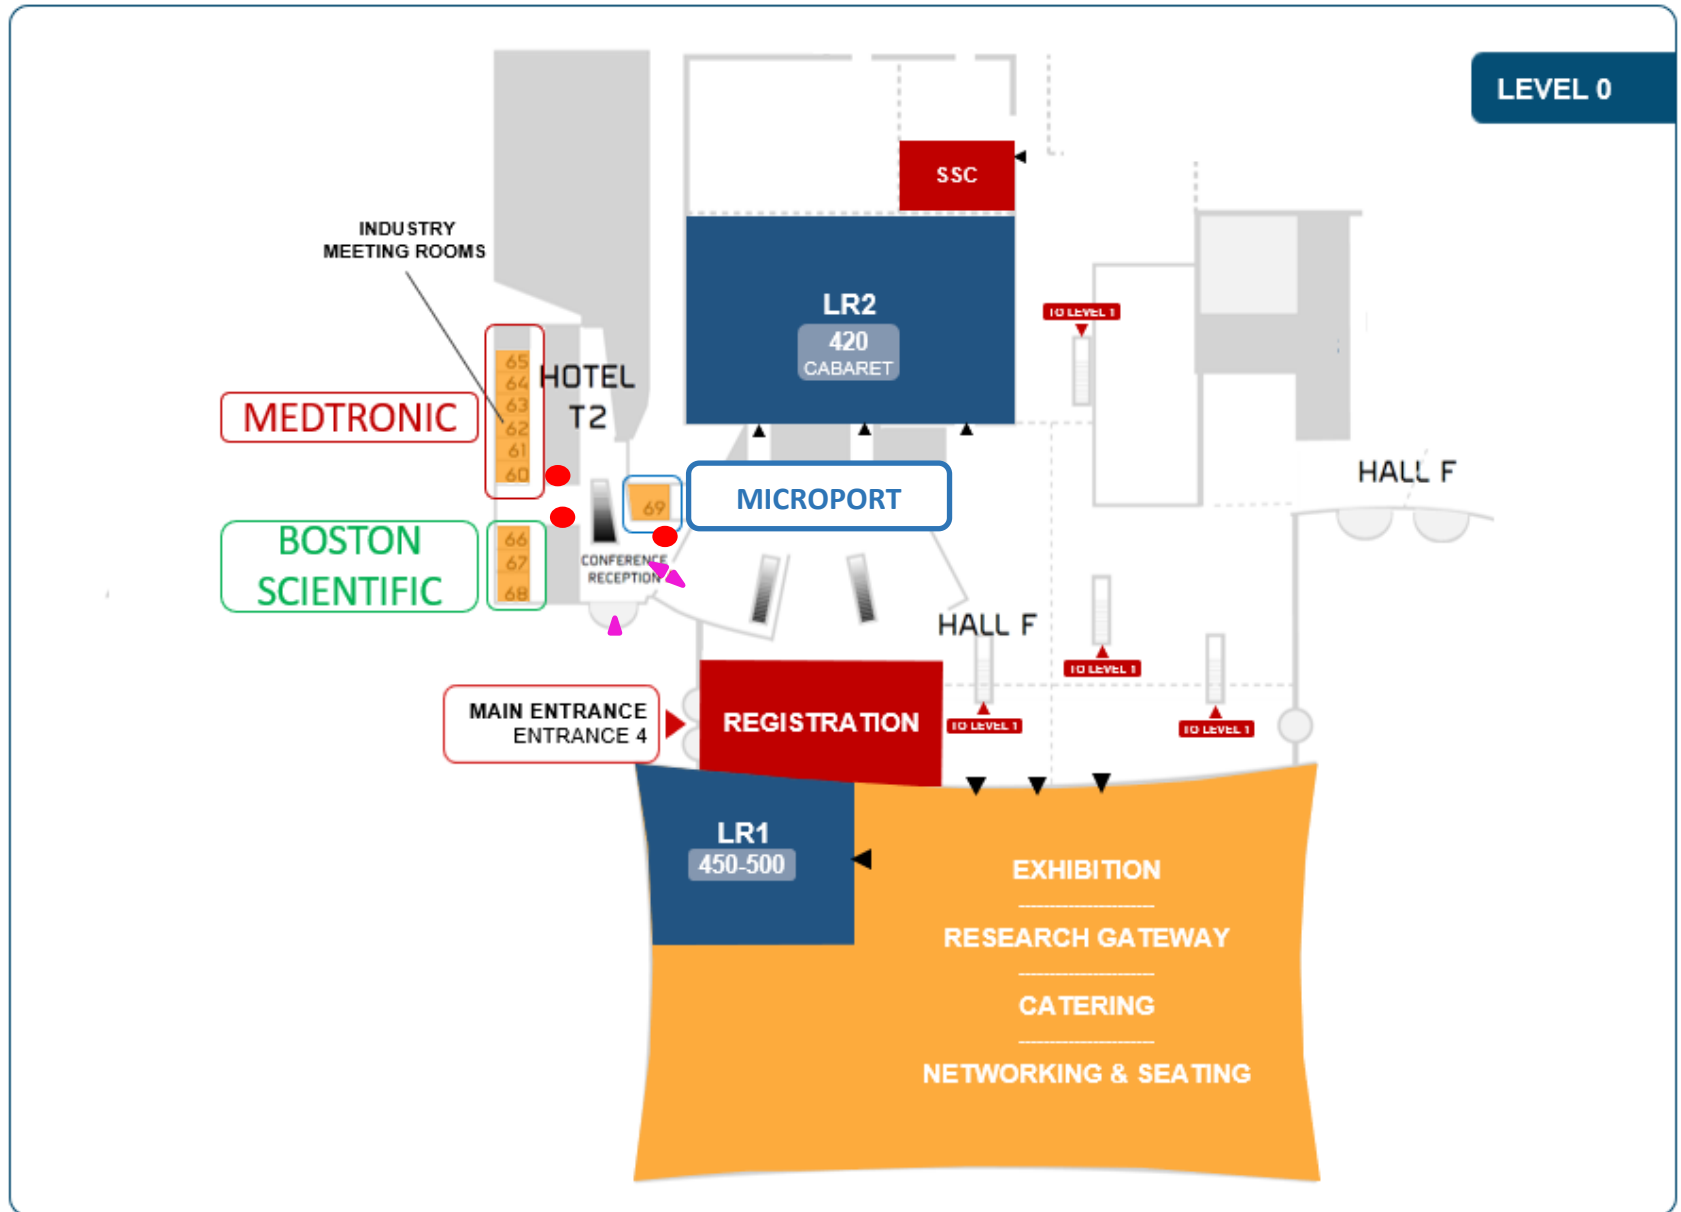 LEVEL 0
SSC
INDUSTRY
MEETING ROOMS
LR2
420
CABARET
TO LEVEL 1
65
64
63
62
61
60
HOTEL
T2
MEDTRONIC
HALL F
69
MICROPORT
BOSTON
SCIENTIFIC
66
67
68
CONFERENCE
RECEPTION
HALL F
TO LEVEL 1
MAIN ENTRANCE
ENTRANCE 4
REGISTRATION
TO LEVEL 1
TO LEVEL 1
LR1
450-500
EXHIBITION
RESEARCH GATEWAY
CATERING
NETWORKING & SEATING